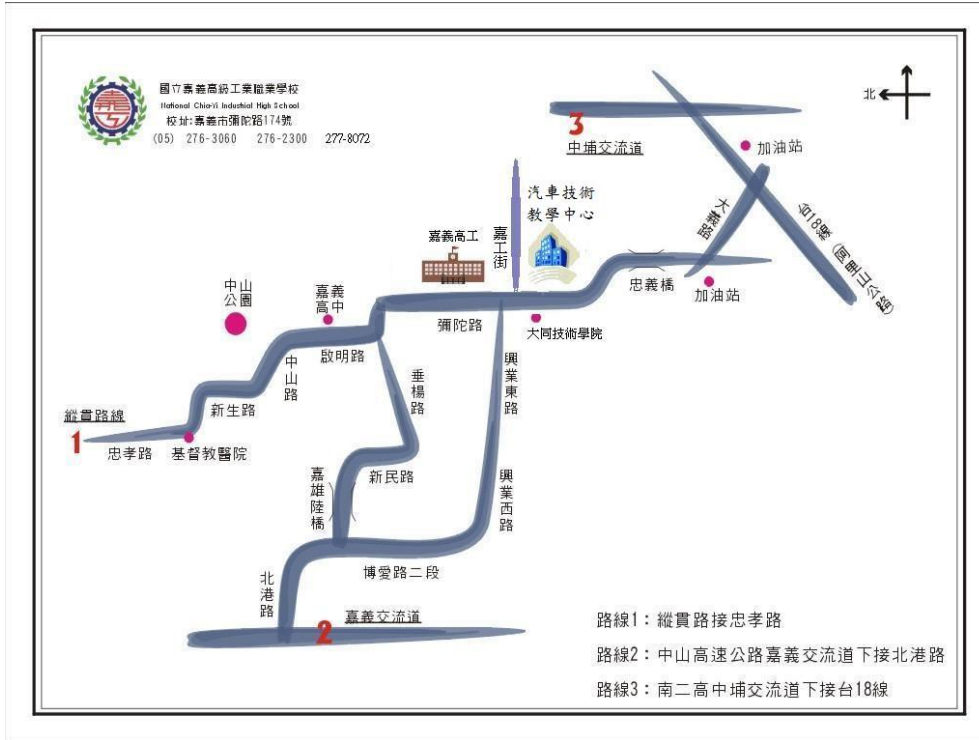 國立嘉義高級工業職業學校
National Chia-Yi Industrial High School
校址:嘉義市彌陀路174號
(05) 276-3060 276-2300 277-8072
北
3
中埔交流道
加油站
台18線 (阿里山公路)
大義路
汽車技術
教學中心
嘉義高工
嘉工街
忠義橋
加油站
中山
公園
嘉義
高中
彌陀路
大同技術學院
啟明路
中山路
垂楊路
興業東路
新生路
縱貫路線
1
忠孝路
基督教醫院
新民路
嘉雄陸橋
興業西路
博愛路二段
北港路
嘉義交流道
2
路線1：縱貫路接忠孝路
路線2：中山高速公路嘉義交流道下接北港路
路線3：南二高中埔交流道下接台18線